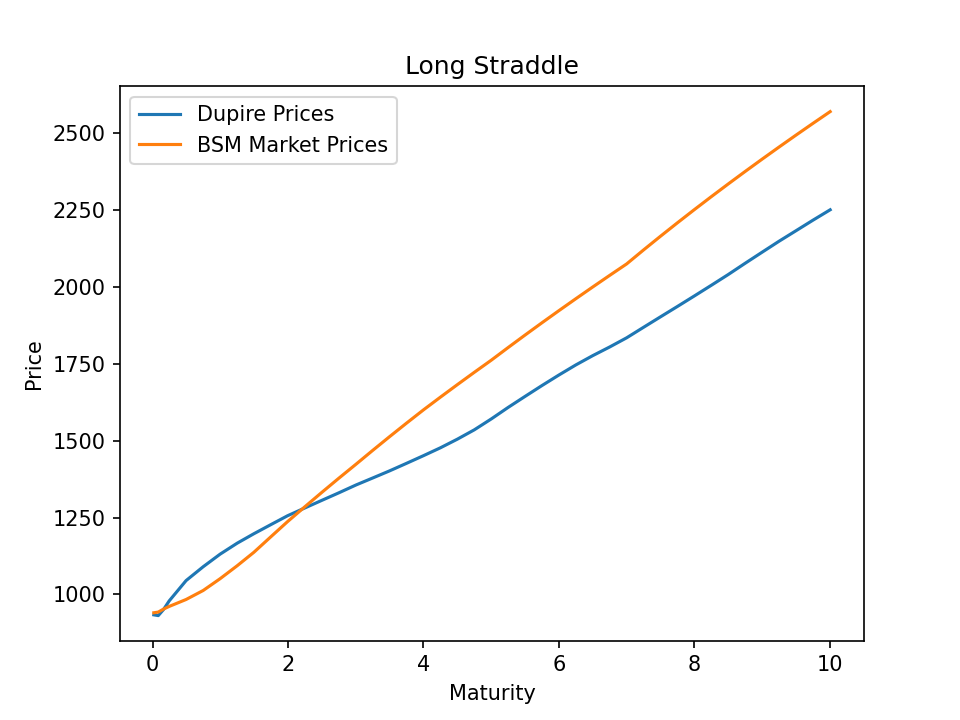 Long Straddle
Dupire Prices
BSM Market Prices
Price
2500
2250
2000
1750
1500
1250
1000
0 2 4 6 8 10
Maturity